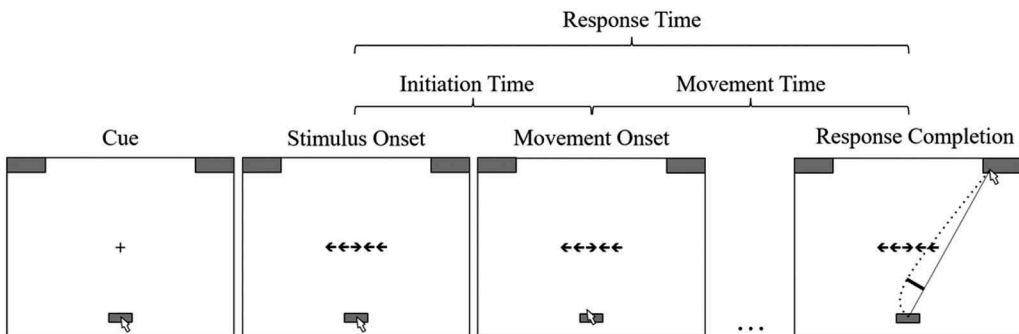 Response Time
Initiation Time Movement Time
Cue Stimulus Onset Movement Onset Response Completion
+ ←←→←← ←←→←← ←←→←←
...